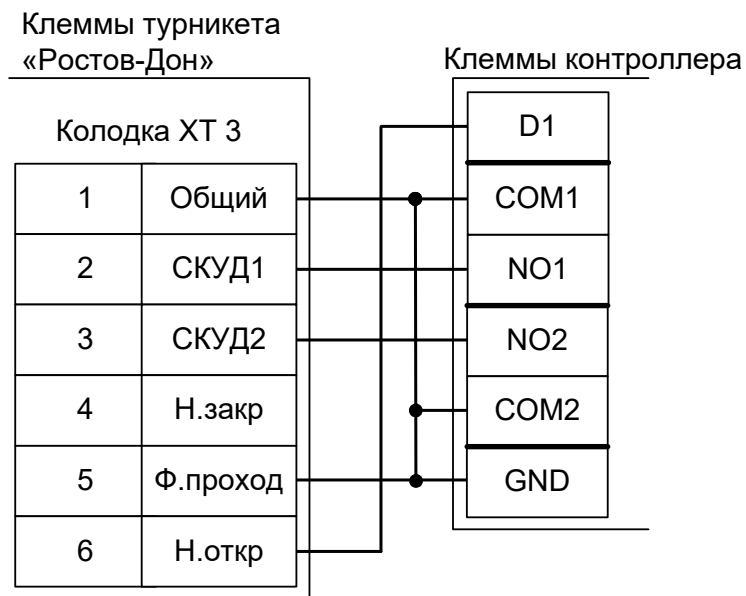 Клеммы турникета
«Ростов-Дон»
Клеммы контроллера
Колодка XT 3
1 Общий
2 СКУД1
3 СКУД2
4 Н.закр
5 Ф.проход
6 Н.откр
D1
COM1
NO1
NO2
COM2
GND